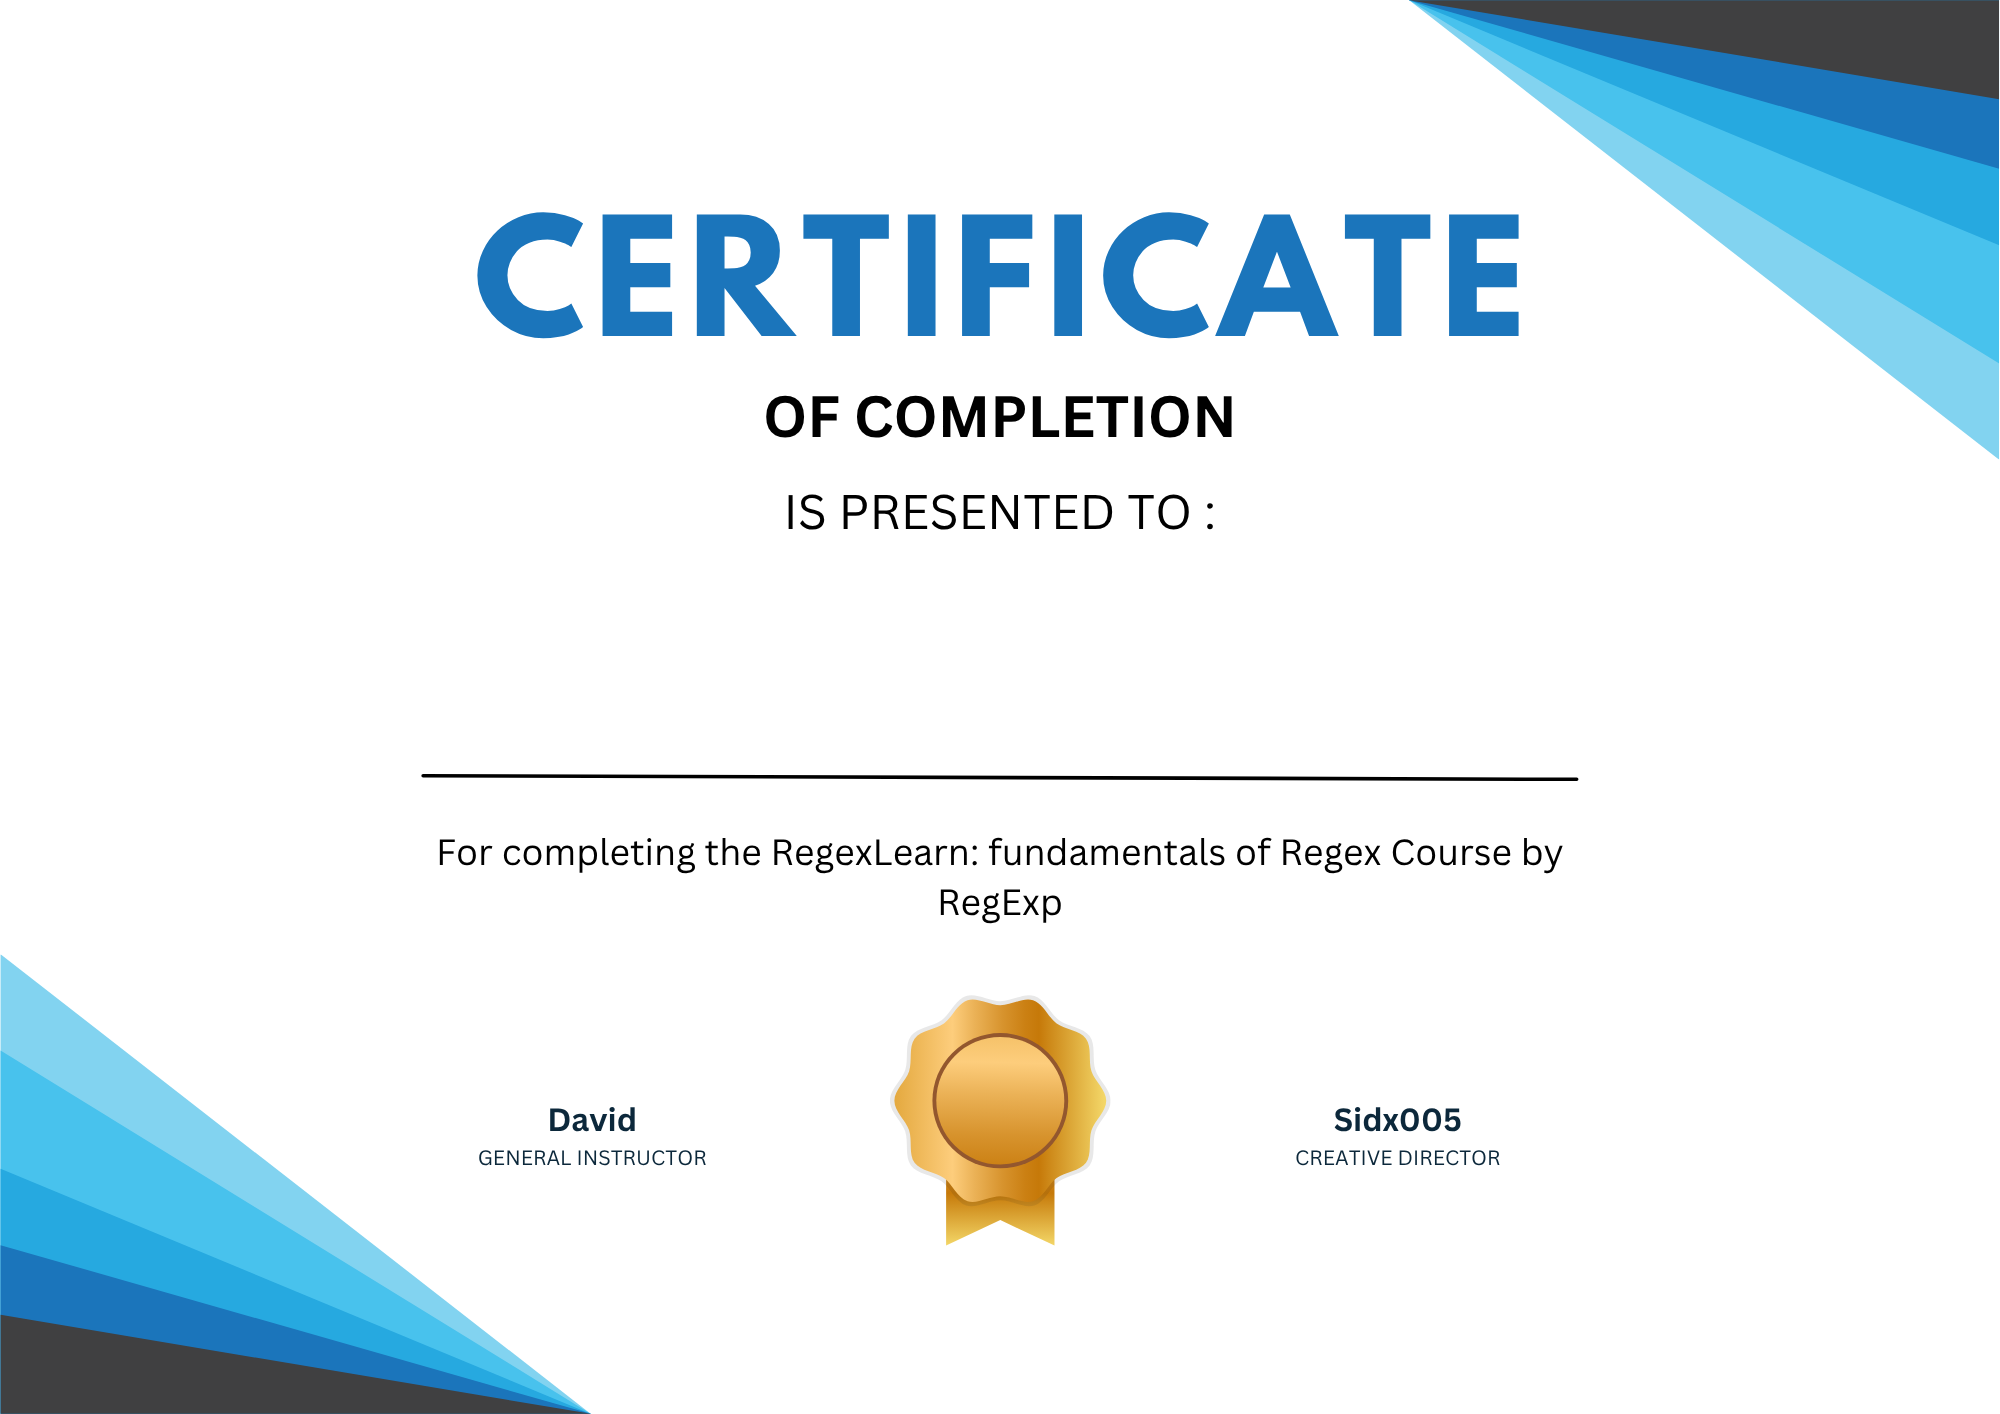 CERTIFICATE
OF COMPLETION
IS PRESENTED TO :
For completing the RegexLearn: fundamentals of Regex Course by
RegExp
David
GENERAL INSTRUCTOR
Sidx005
CREATIVE DIRECTOR